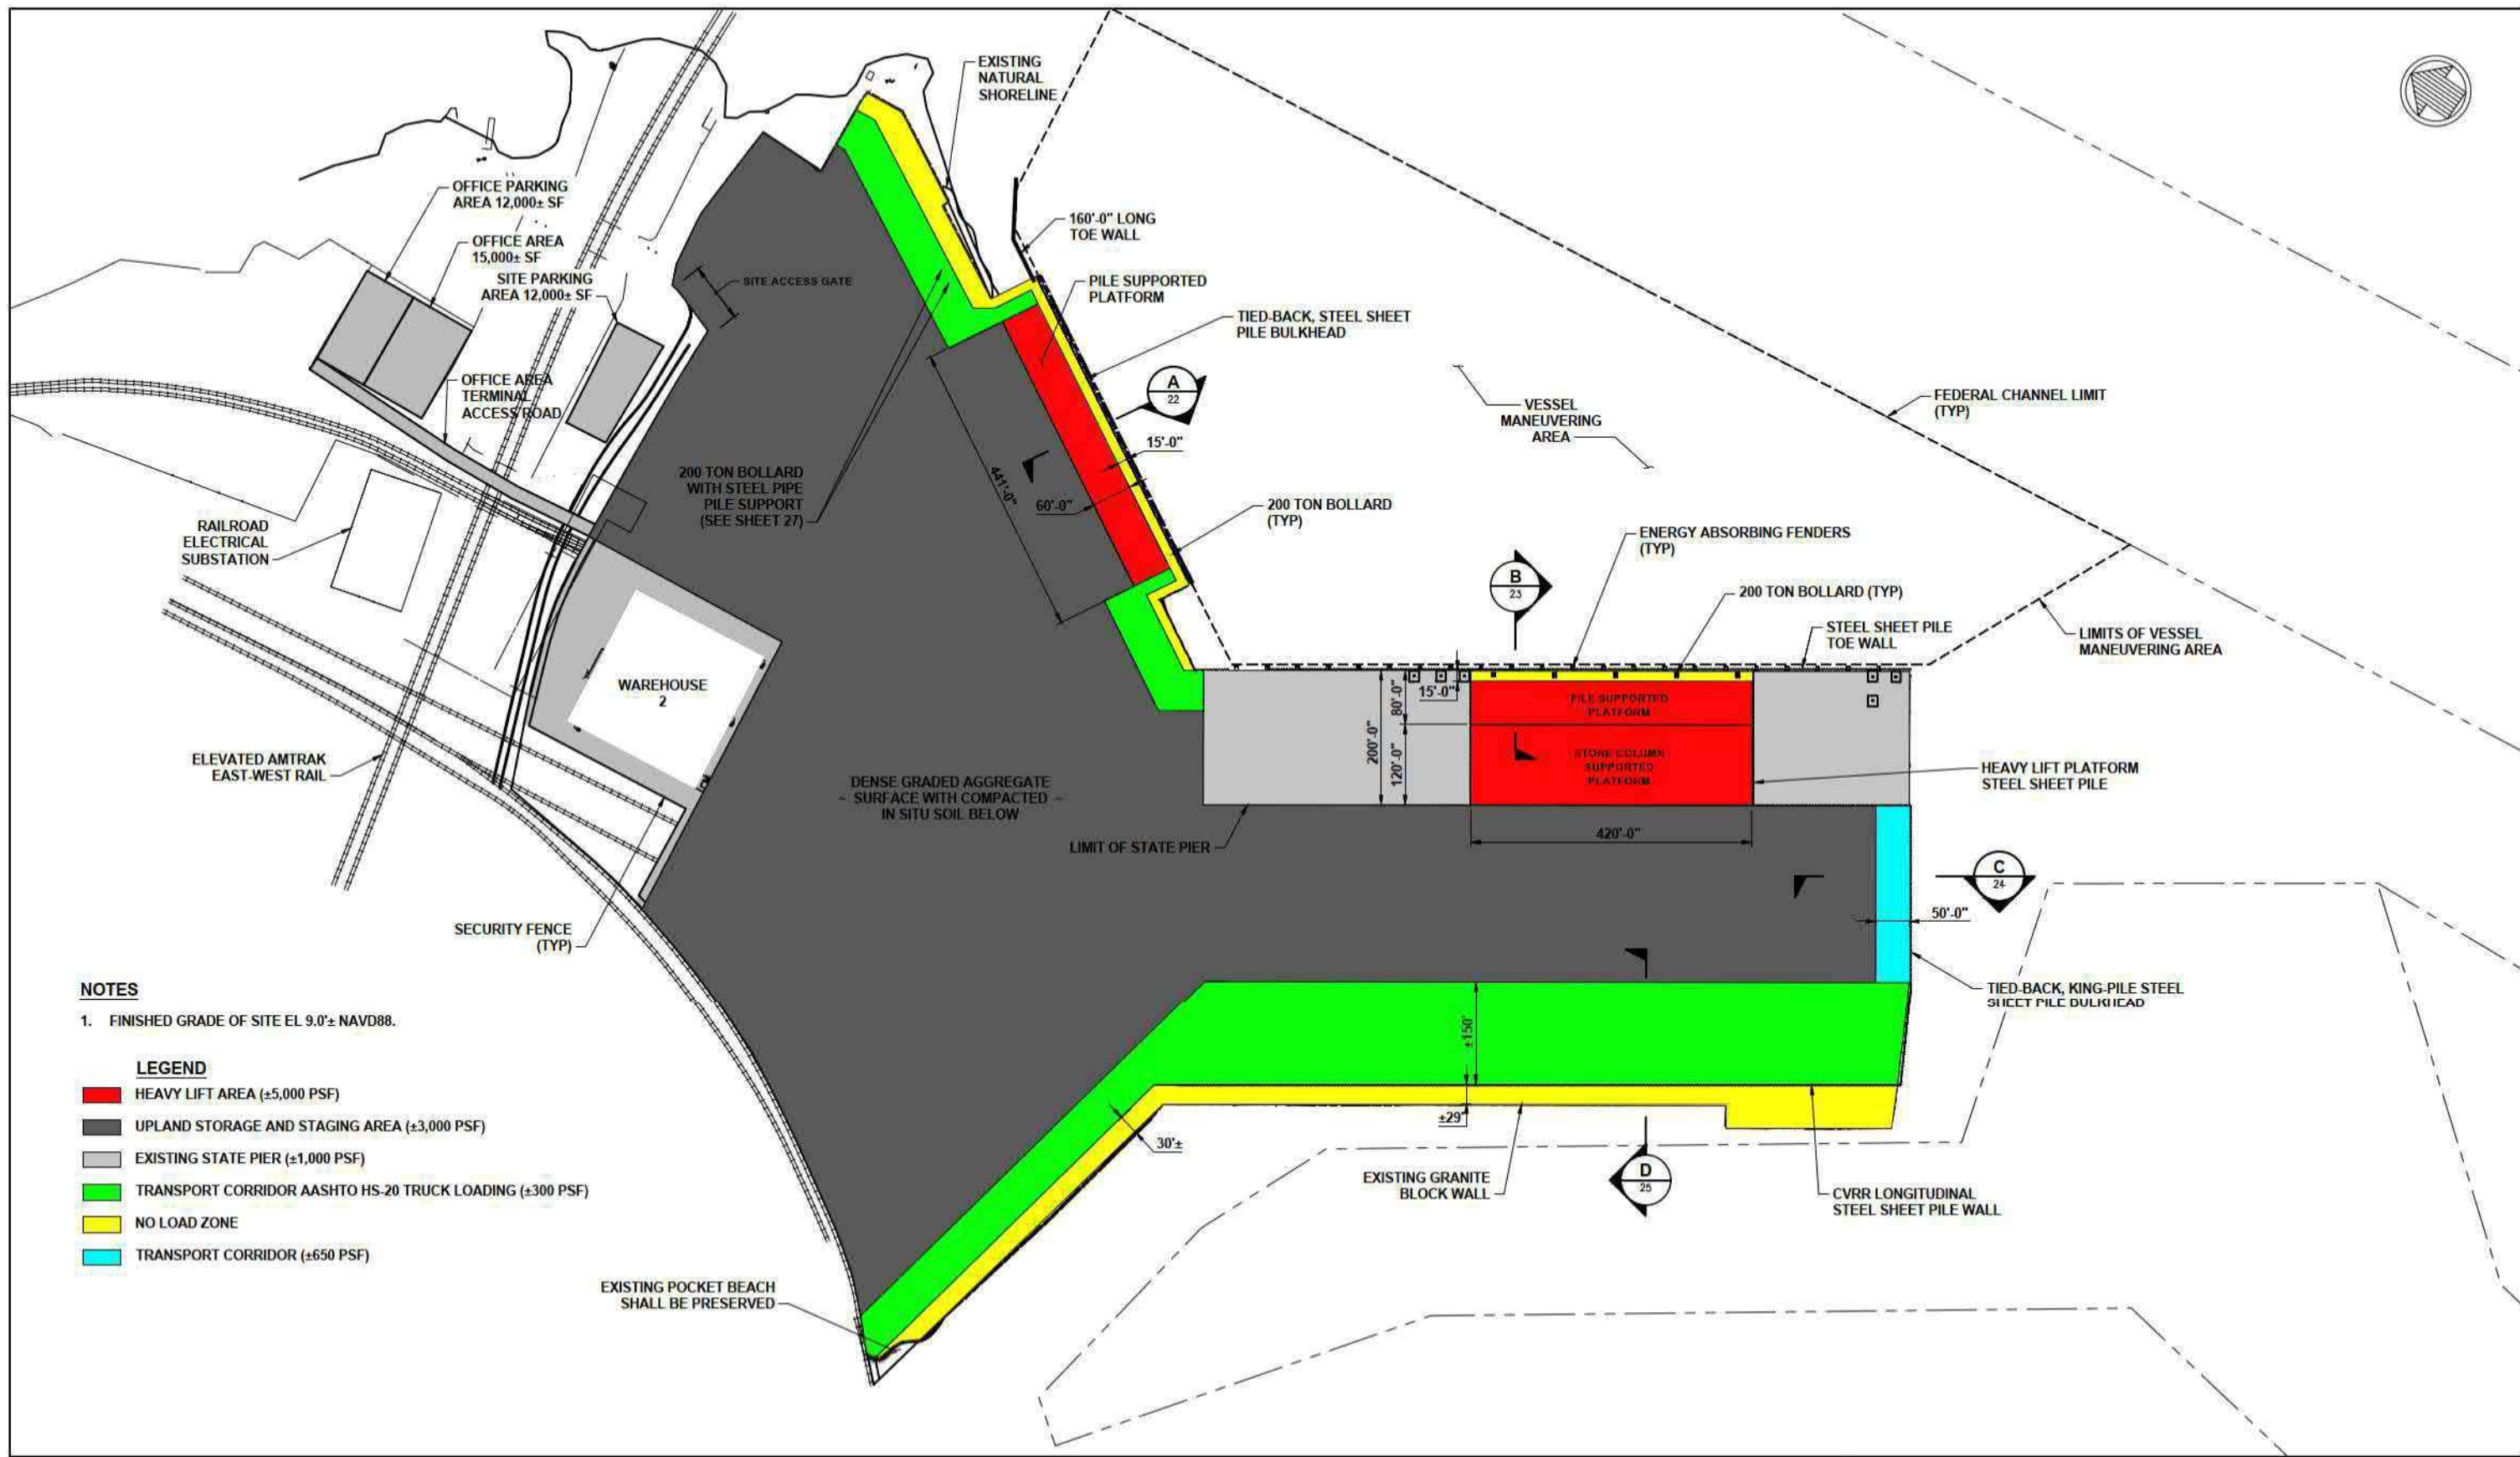 EXISTING
NATURAL
SHORELINE
OFFICE PARKING
AREA 12,000± SF
160'-0" LONG
TOE WALL
OFFICE AREA
15,000± SF
SITE PARKING
AREA 12,000± SF
SITE ACCESS GATE
PILE SUPPORTED
PLATFORM
TIED-BACK, STEEL SHEET
PILE BULKHEAD
OFFICE AREA
TERMINAL
ACCESS ROAD
A
22
VESSEL
MANEUVERING
AREA
FEDERAL CHANNEL LIMIT
(TYP)
15'-0"
441'-0"
60'-0"
200 TON BOLLARD
WITH STEEL PIPE
PILE SUPPORT
(SEE SHEET 27)
200 TON BOLLARD
(TYP)
RAILROAD
ELECTRICAL
SUBSTATION
ENERGY ABSORBING FENDERS
(TYP)
B
23
200 TON BOLLARD (TYP)
STEEL SHEET PILE
TOE WALL
LIMITS OF VESSEL
MANEUVERING AREA
WAREHOUSE
2
15'-0"
80'-0"
200'-0"
120'-0"
PILE SUPPORTED
PLATFORM
STONE COLUMN
SUPPORTED
PLATFORM
ELEVATED AMTRAK
EAST-WEST RAIL
DENSE GRADED AGGREGATE
~ SURFACE WITH COMPACTED ~
IN SITU SOIL BELOW
HEAVY LIFT PLATFORM
STEEL SHEET PILE
LIMIT OF STATE PIER
420'-0"
C
24
50'-0"
SECURITY FENCE
(TYP)
TIED-BACK, KING-PILE STEEL
SHEET PILE BULKHEAD
NOTES
1. FINISHED GRADE OF SITE EL 9.0'± NAVD88.
LEGEND
HEAVY LIFT AREA (±5,000 PSF)
UPLAND STORAGE AND STAGING AREA (±3,000 PSF)
EXISTING STATE PIER (±1,000 PSF)
TRANSPORT CORRIDOR AASHTO HS-20 TRUCK LOADING (±300 PSF)
NO LOAD ZONE
TRANSPORT CORRIDOR (±650 PSF)
±150'
±29'
30'±
EXISTING GRANITE
BLOCK WALL
D
25
CVRR LONGITUDINAL
STEEL SHEET PILE WALL
EXISTING POCKET BEACH
SHALL BE PRESERVED